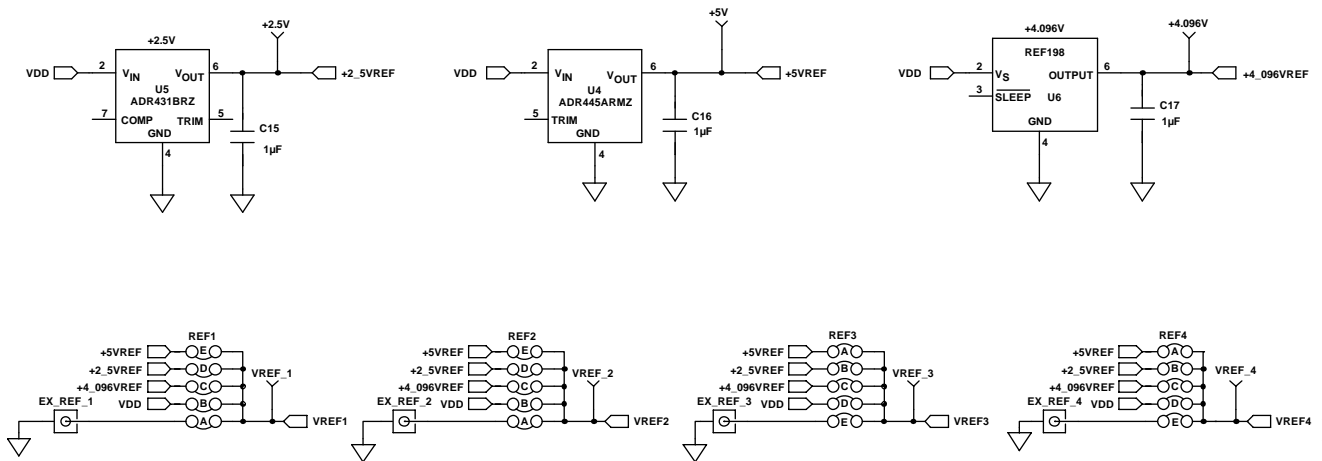 +2.5V
+2.5V
VDD
2
VIN
VOUT
6
+2_5VREF
U5
ADR431BRZ
7
COMP
TRIM
5
GND
4
C15
1µF
+5V
VDD
2
VIN
VOUT
6
+5VREF
U4
ADR445ARMZ
5
TRIM
GND
4
C16
1µF
+4.096V
+4.096V
REF198
VDD
2
VS
OUTPUT
6
+4_096VREF
3
SLEEP
U6
GND
4
C17
1µF
REF1
+5VREF
E
+2_5VREF
D
VREF_1
+4_096VREF
C
EX_REF_1
VDD
B
A
VREF1
REF2
+5VREF
E
+2_5VREF
D
VREF_2
+4_096VREF
C
EX_REF_2
VDD
B
A
VREF2
REF3
+5VREF
A
+2_5VREF
B
VREF_3
+4_096VREF
C
EX_REF_3
VDD
D
E
VREF3
REF4
+5VREF
A
+2_5VREF
B
VREF_4
+4_096VREF
C
EX_REF_4
VDD
D
E
VREF4